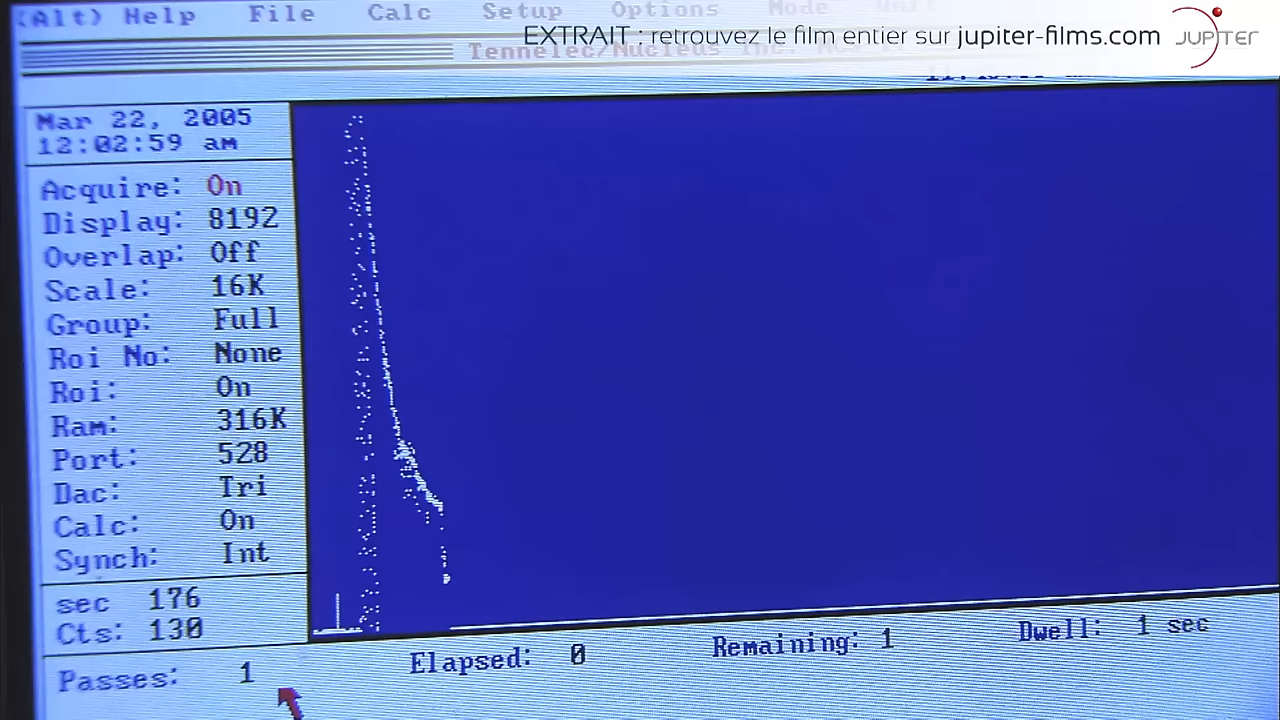 (Alt) Help File Calc Setup Options Mode
EXTRAIT : retrouvez le film entier sur jupiter-films.com JUPITER
Tennelec/Nucleus Inc.
Mar 22, 2005
12:02:59 am
Acquire: On
Display: 8192
Overlap: Off
Scale: 16K
Group: Full
Roi No: None
Roi: On
Ram: 316K
Port: 528
Dac: Tri
Calc: On
Synch: Int
sec 176
Cts: 130
Passes: 1 Elapsed: 0 Remaining: 1 Dwell: 1 sec